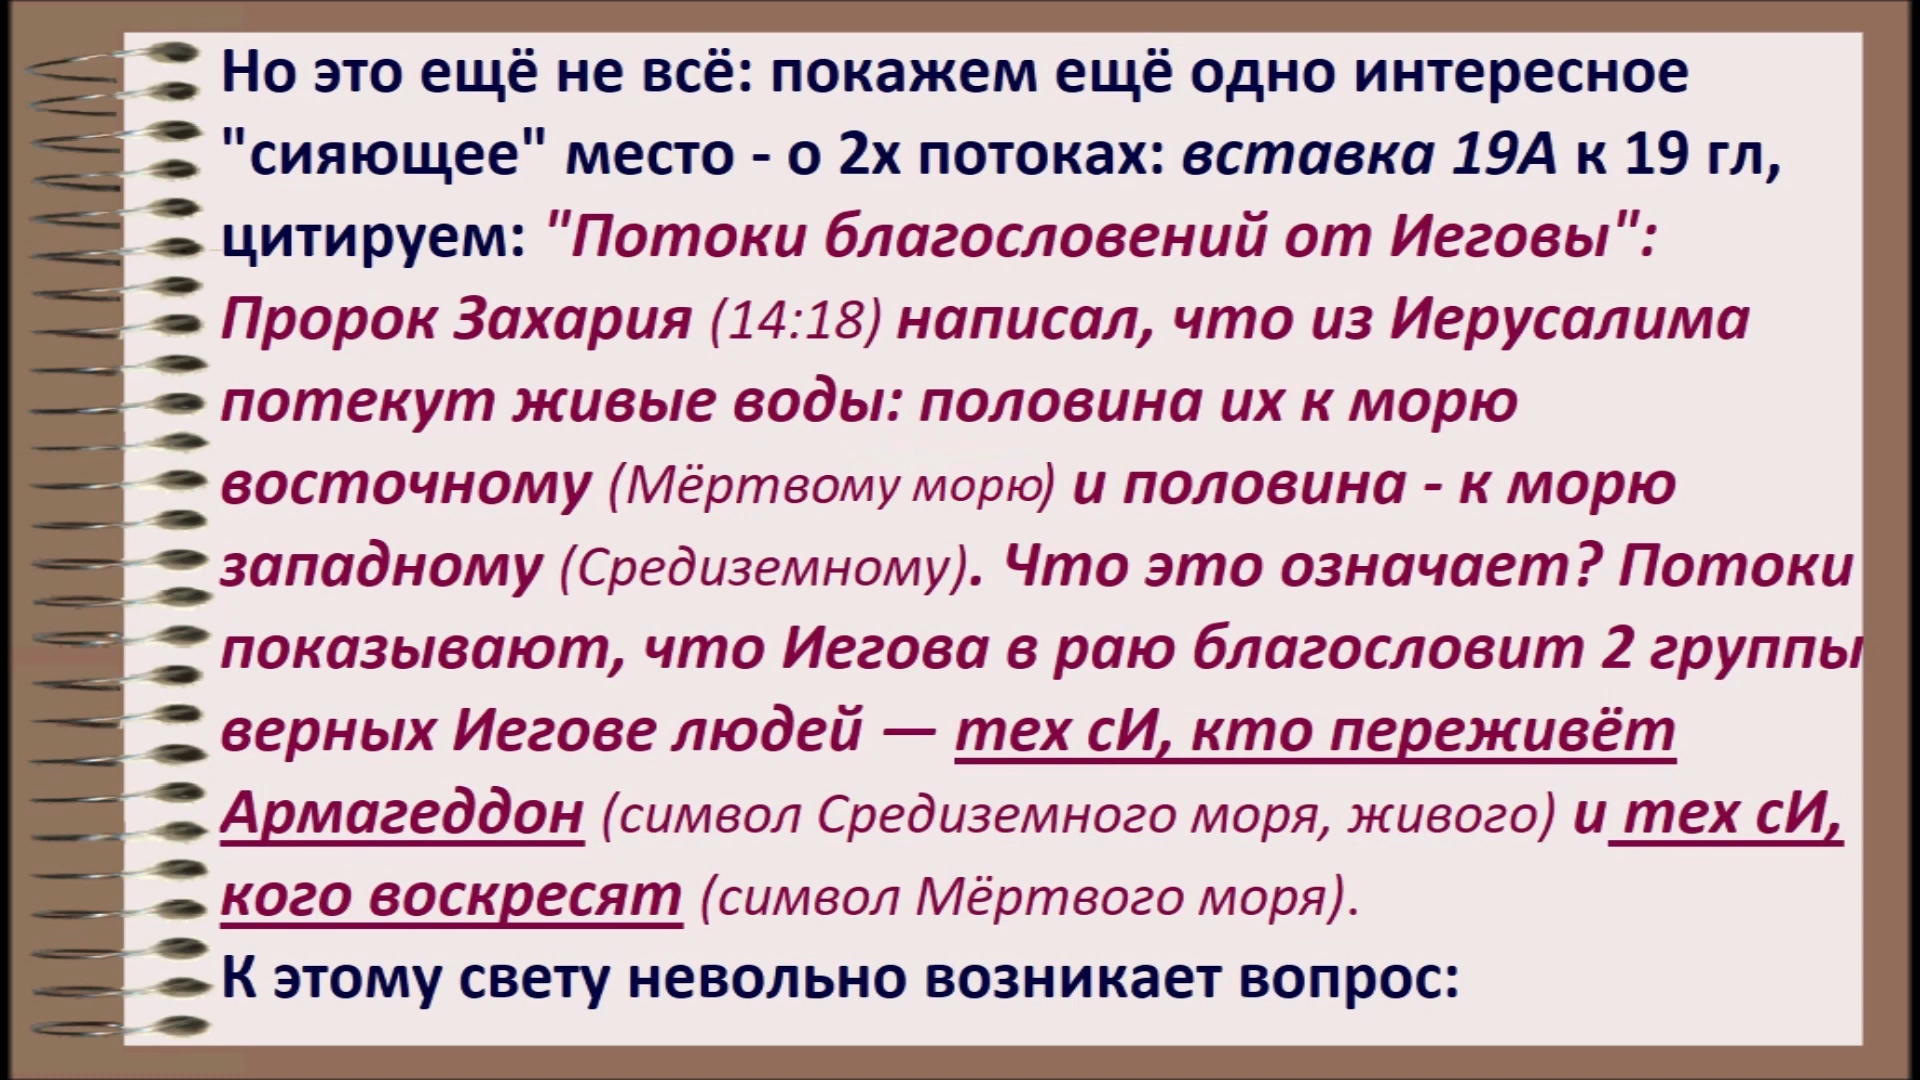 Но это ещё не всё: покажем ещё одно интересное
"сияющее" место - о 2х потоках: вставка 19А к 19 гл,
цитируем: "Потоки благословений от Иеговы":
Пророк Захария (14:18) написал, что из Иерусалима
потекут живые воды: половина их к морю
восточному (Мёртвому морю) и половина - к морю
западному (Средиземному). Что это означает? Потоки
показывают, что Иегова в раю благословит 2 группы
верных Иегове людей — тех сИ, кто переживёт
Армагеддон (символ Средиземного моря, живого) и тех сИ,
кого воскресят (символ Мёртвого моря).
К этому свету невольно возникает вопрос: